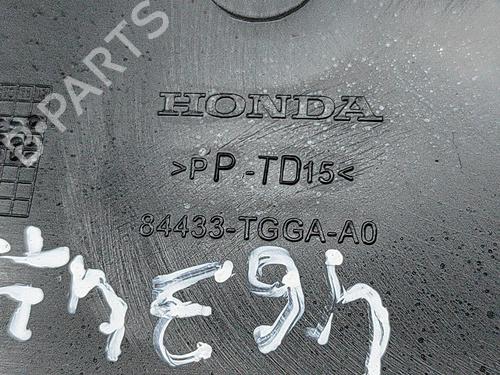 B PARTS
HONDA
>PP-TD15<
84433-TGGA-A0